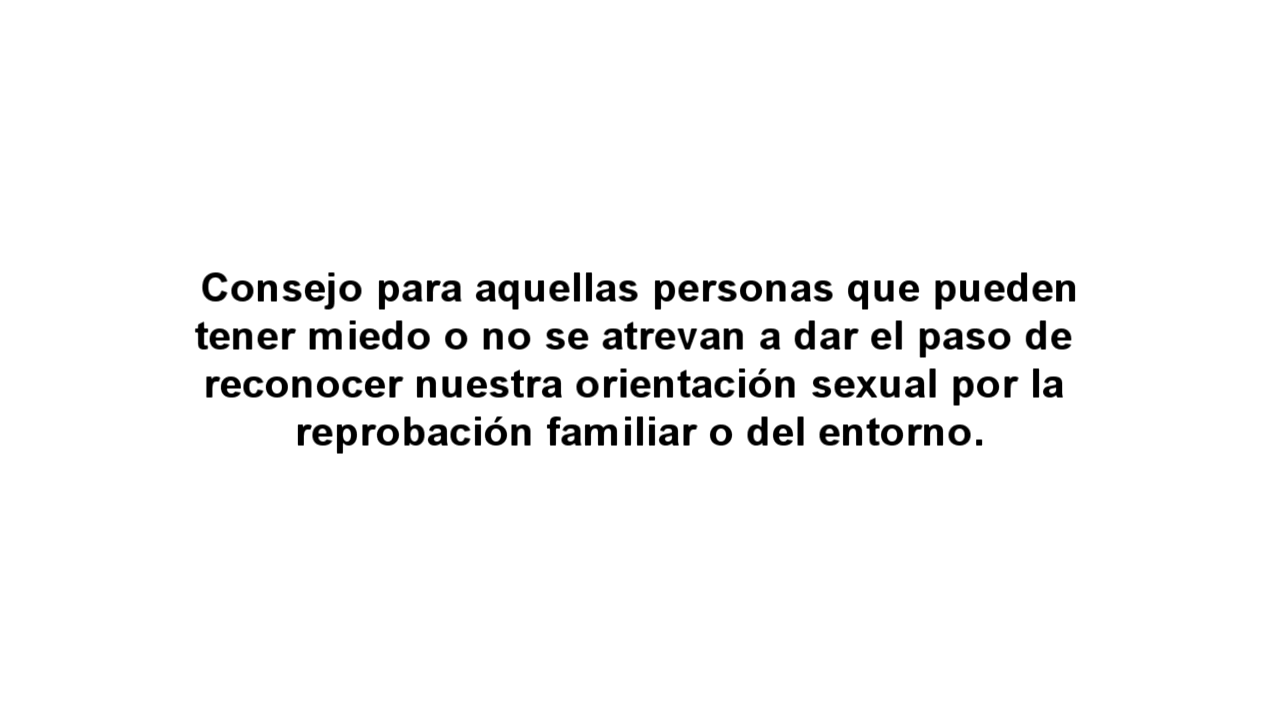 Consejo para aquellas personas que pueden
tener miedo o no se atrevan a dar el paso de
reconocer nuestra orientación sexual por la
reprobación familiar o del entorno.